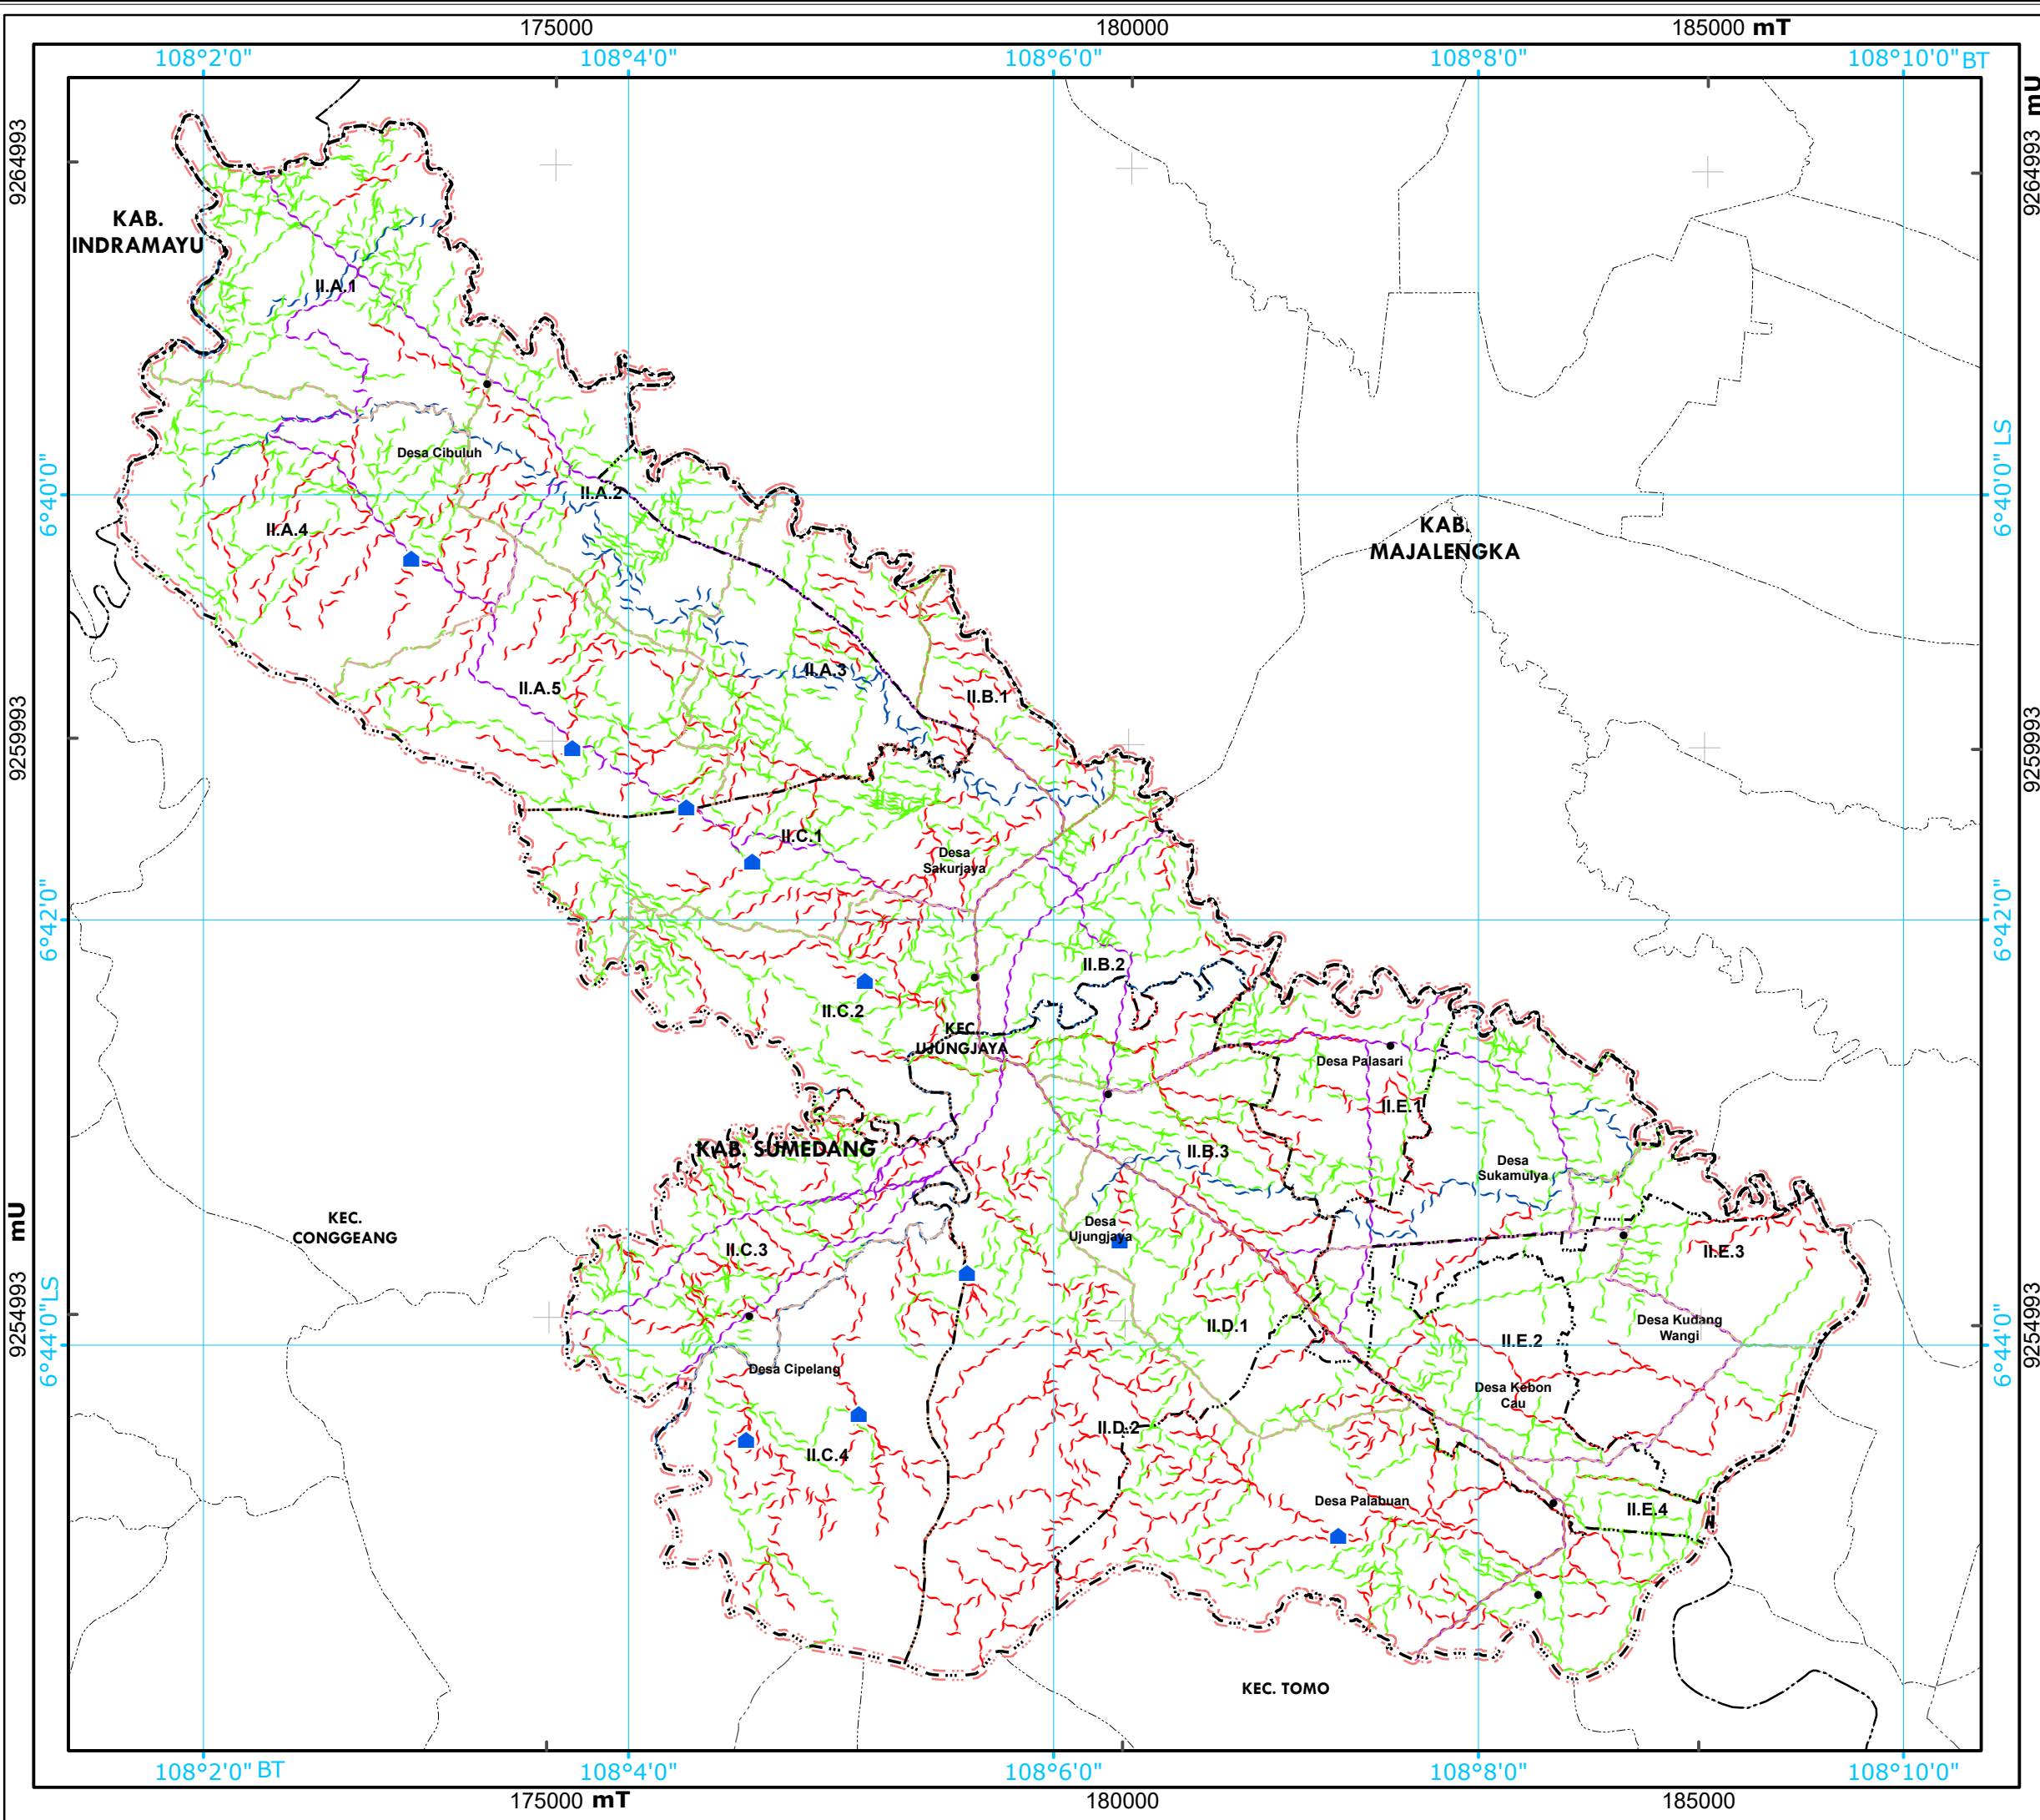 175000
180000
185000 mT
108°2'0"
108°4'0"
108°6'0"
108°8'0"
108°10'0" BT
9264993
9264993 mU
KAB.
INDRAMAYU
II.A.1
Desa Cibuluh
6°40'0"
6°40'0" LS
II.A.2
II.A.4
KAB.
MAJALENGKA
II.A.3
II.A.5
II.B.1
9259993
9259993
II.C.1
Desa
Sakurjaya
6°42'0"
6°42'0"
II.B.2
II.C.2
KEC.
UJUNGJAYA
Desa Palasari
II.E.1
KAB. SUMEDANG
II.B.3
Desa
Sukamulya
mU
KEC.
CONGGEANG
Desa
Ujungjaya
II.C.3
II.E.3
9254993
9254993
6°44'0" LS
6°44'0"
II.D.1
II.E.2
Desa Kudang
Wangi
Desa Cipelang
Desa Kebon
Cau
II.D.2
II.C.4
Desa Palabuan
II.E.4
KEC. TOMO
108°2'0" BT
108°4'0"
108°6'0"
108°8'0"
108°10'0"
175000 mT
180000
185000